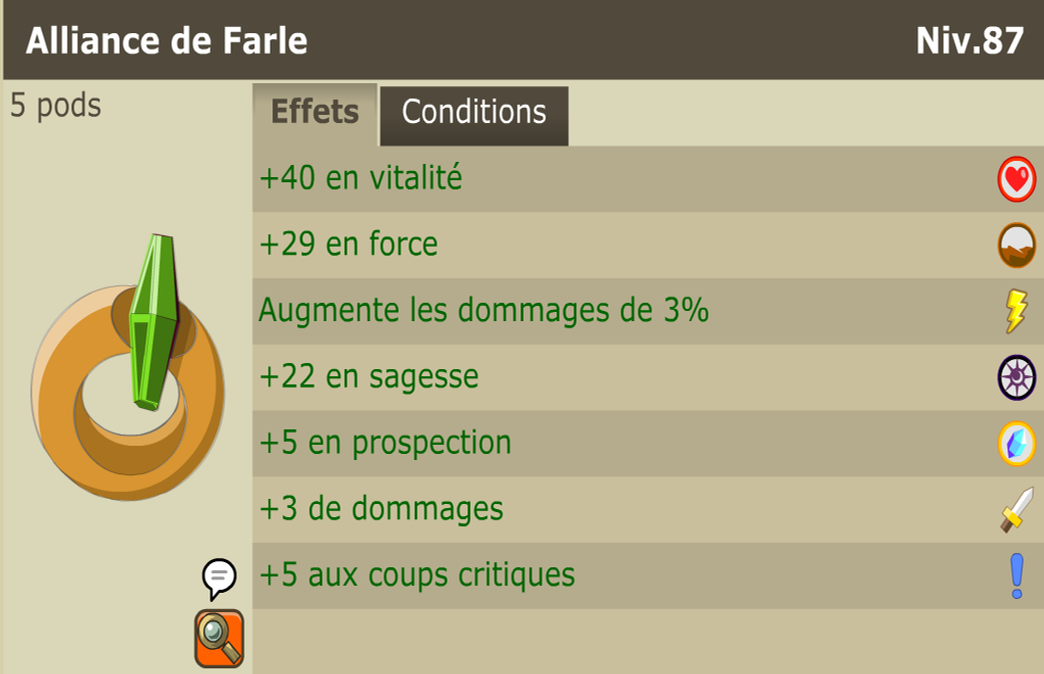 Alliance de Farle
Niv.87
5 pods
Effets
Conditions
+40 en vitalité
+29 en force
Augmente les dommages de 3%
+22 en sagesse
+5 en prospection
+3 de dommages
+5 aux coups critiques